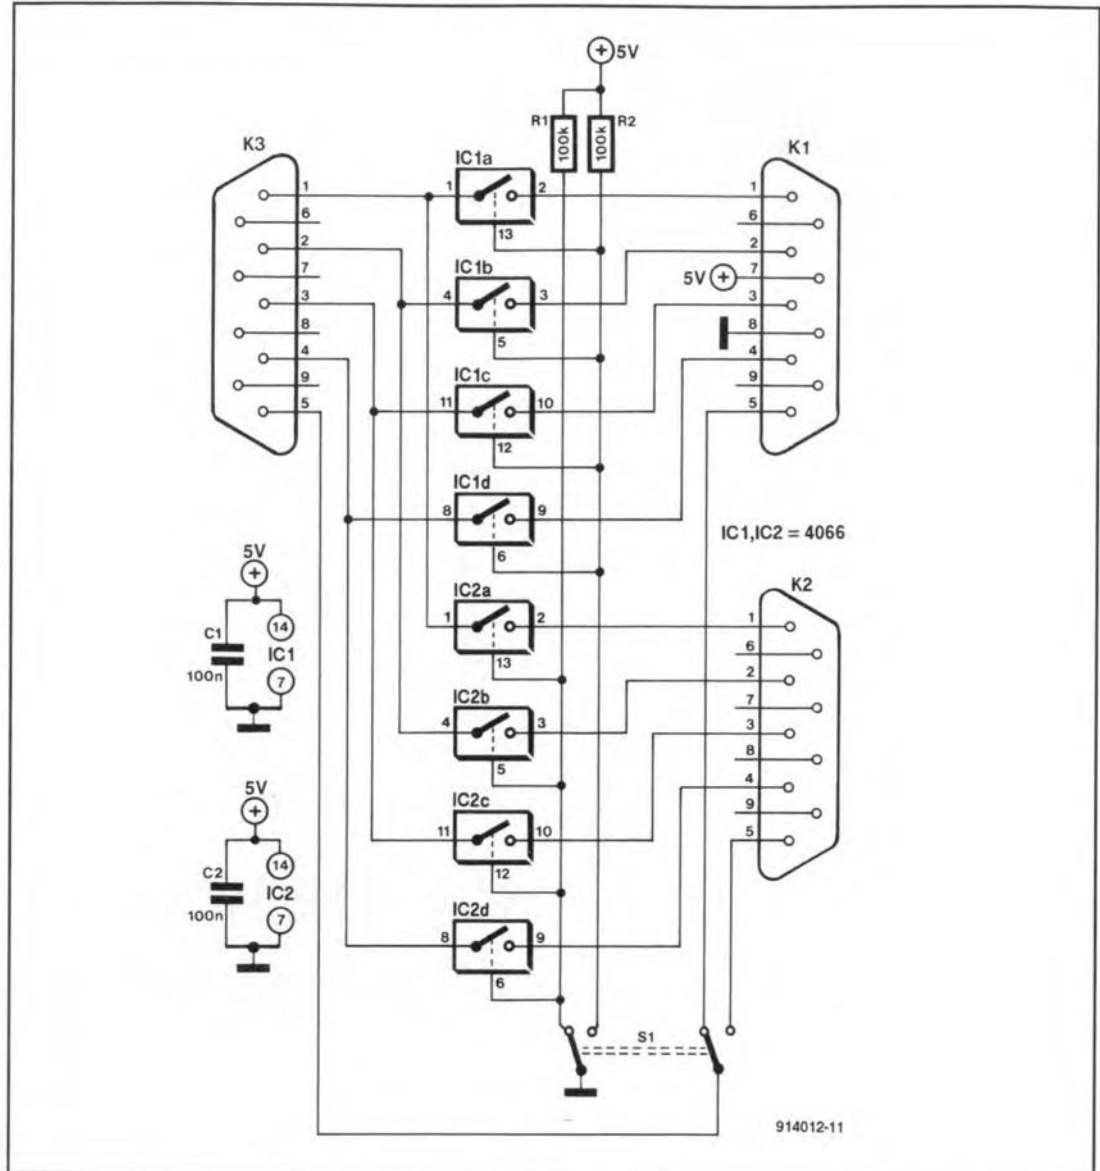 5V
R1
100k
100k
R2
K3
K1
IC1a
1
1
2
1
6
13
6
2
2
7
IC1b
5V
7
3
4
3
3
8
5
8
4
IC1c
4
9
11
10
9
5
12
5
IC1d
8
9
IC1,IC2 = 4066
6
5V
IC2a
K2
1
2
1
C1
14
13
6
IC1
2
100n
7
IC2b
7
4
3
3
5
8
5V
IC2c
4
11
10
9
C2
14
12
5
IC2
100n
7
IC2d
8
9
6
S1
914012-11